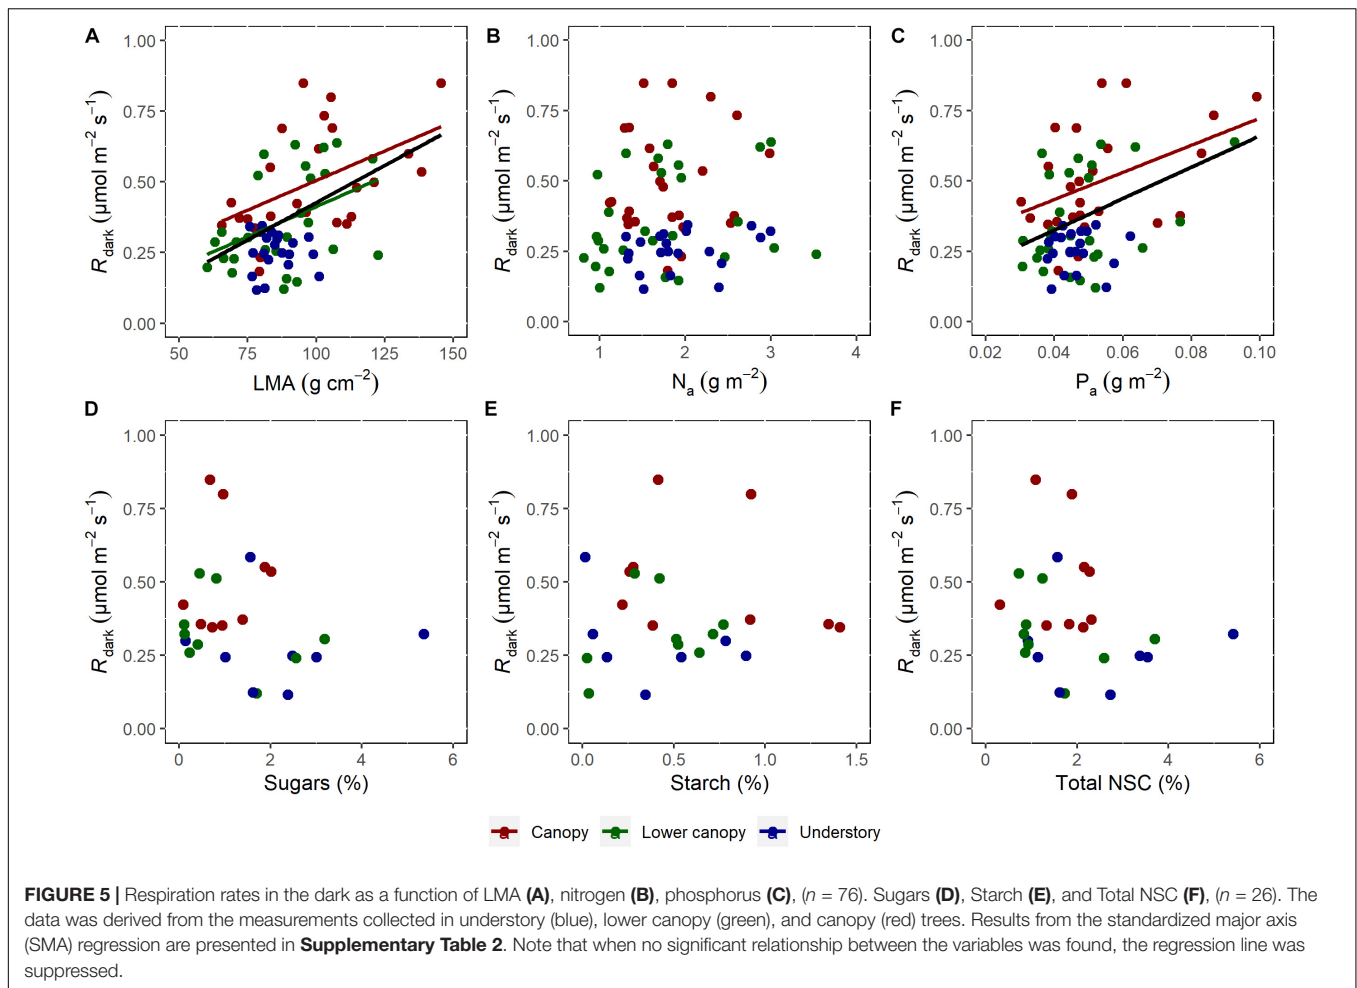 A
B
C
1.00
0.75
0.50
0.25
0.00
R_dark (µmol m−2 s−1)
50 75 100 125 150
LMA (g cm−2)
1.00
0.75
0.50
0.25
0.00
R_dark (µmol m−2 s−1)
1 2 3 4
N_a (g m−2)
1.00
0.75
0.50
0.25
0.00
R_dark (µmol m−2 s−1)
0.02 0.04 0.06 0.08 0.10
P_a (g m−2)
D
E
F
1.00
0.75
0.50
0.25
0.00
R_dark (µmol m−2 s−1)
0 2 4 6
Sugars (%)
1.00
0.75
0.50
0.25
0.00
R_dark (µmol m−2 s−1)
0.0 0.5 1.0 1.5
Starch (%)
1.00
0.75
0.50
0.25
0.00
R_dark (µmol m−2 s−1)
0 2 4 6
Total NSC (%)
Canopy Lower canopy Understory
FIGURE 5 | Respiration rates in the dark as a function of LMA (A), nitrogen (B), phosphorus (C), (n = 76). Sugars (D), Starch (E), and Total NSC (F), (n = 26). The
data was derived from the measurements collected in understory (blue), lower canopy (green), and canopy (red) trees. Results from the standardized major axis
(SMA) regression are presented in Supplementary Table 2. Note that when no significant relationship between the variables was found, the regression line was
suppressed.